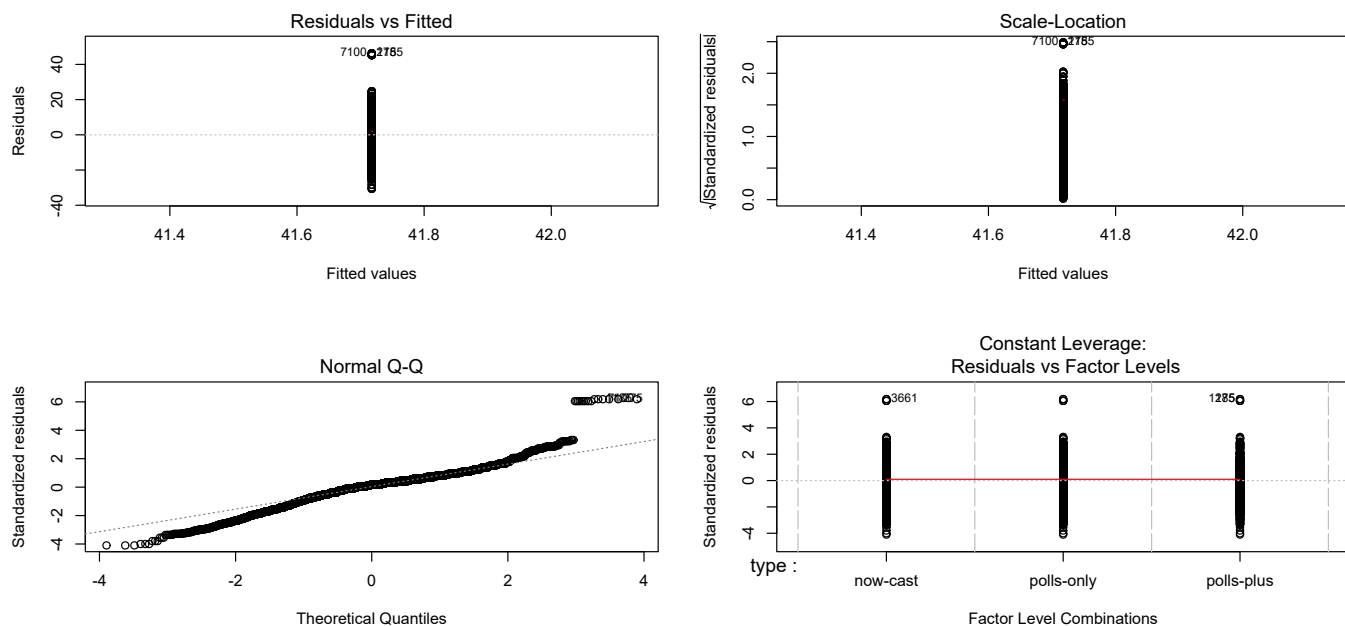 Residuals vs Fitted
Residuals
40
20
0
-40
7100
41.4 41.6 41.8 42.0
Fitted values
Scale-Location
√|Standardized residuals|
2.0
1.0
0.0
7100
41.4 41.6 41.8 42.0
Fitted values
Normal Q-Q
Standardized residuals
6
4
2
0
-2
-4
-4 -2 0 2 4
Theoretical Quantiles
Constant Leverage:
Residuals vs Factor Levels
Standardized residuals
6
4
2
0
-4
3661
type :
now-cast polls-only polls-plus
Factor Level Combinations